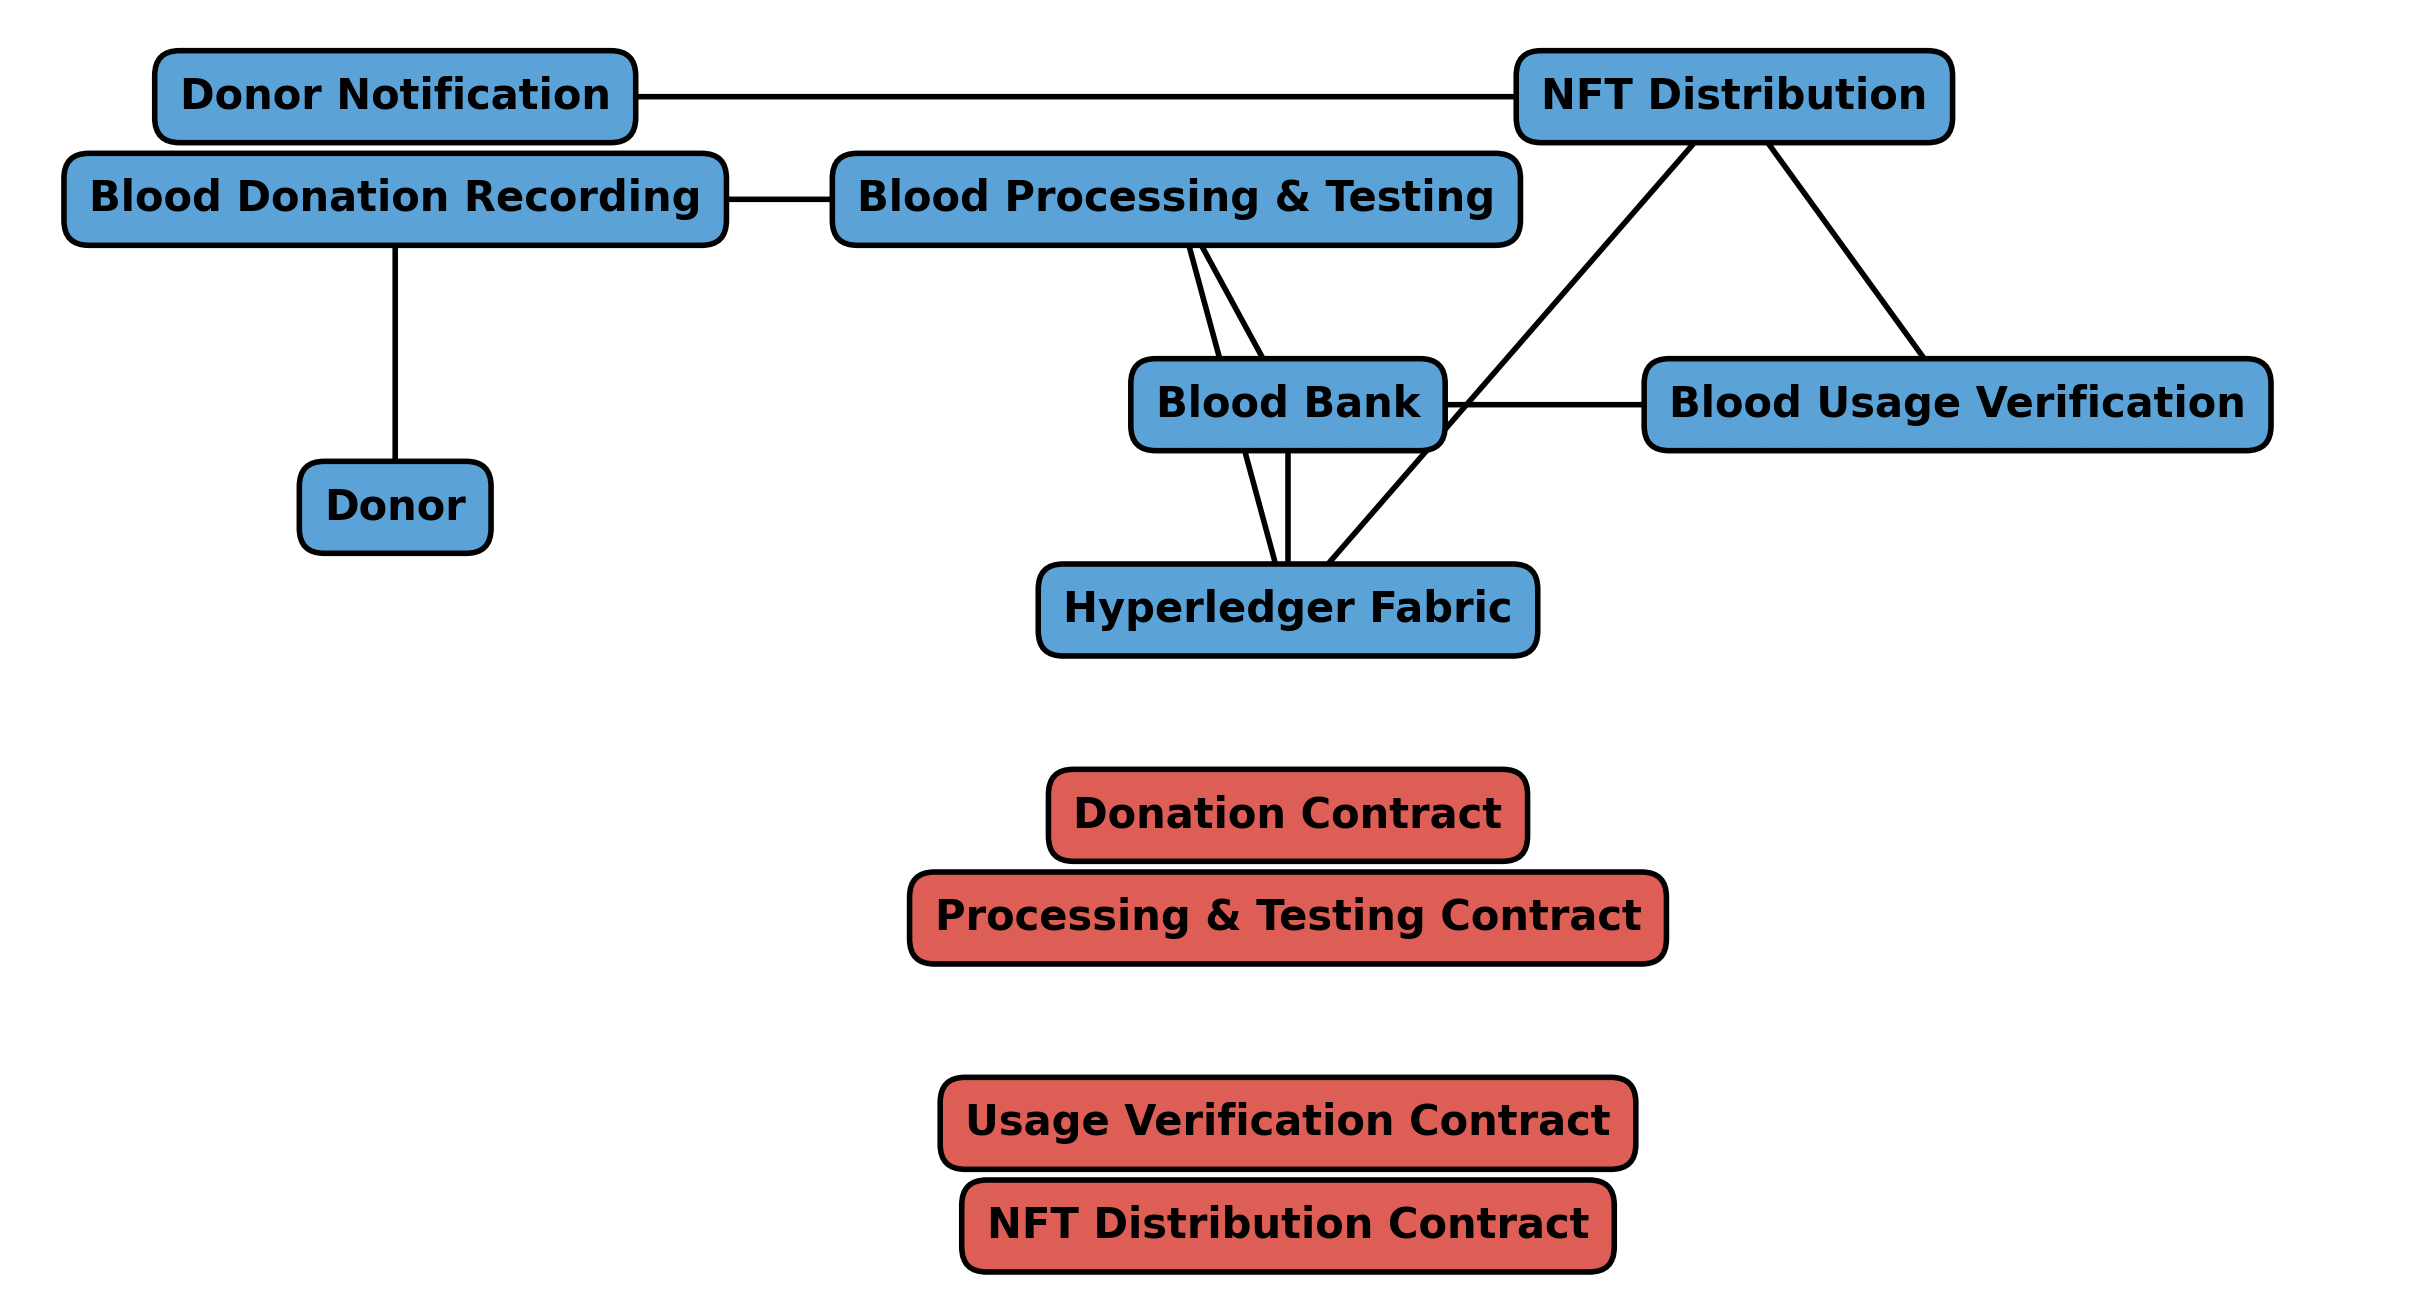 Donor Notification
NFT Distribution
Blood Donation Recording
Blood Processing & Testing
Blood Bank
Blood Usage Verification
Donor
Hyperledger Fabric
Donation Contract
Processing & Testing Contract
Usage Verification Contract
NFT Distribution Contract